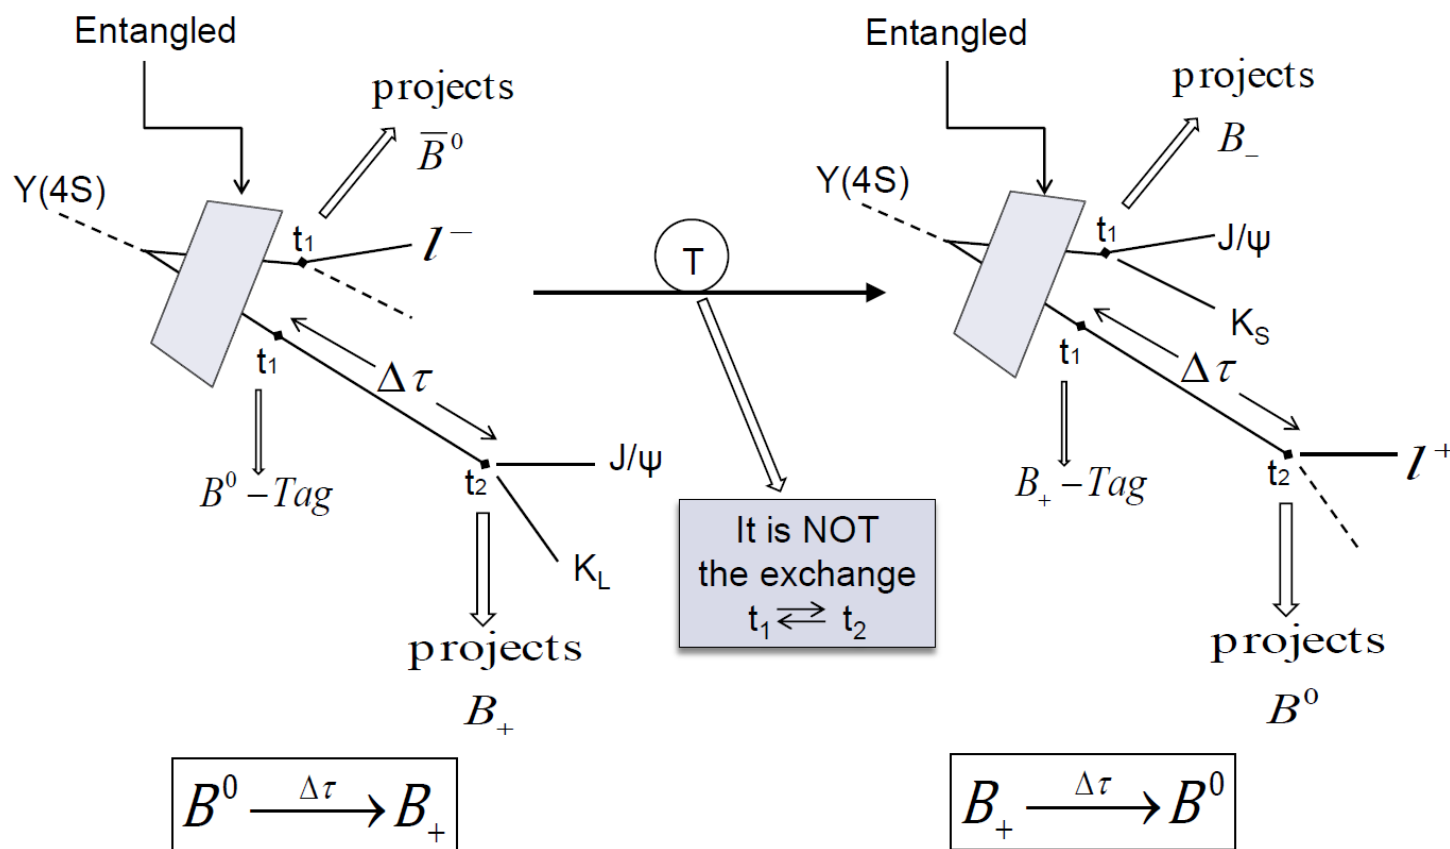 Entangled
projects
B̅⁰
Υ(4S)
t₁
l⁻
t₁
Δτ
B⁰ – Tag
t₂
J/ψ
K_L
projects
B₊
B⁰ —Δτ→ B₊
T
It is NOT
the exchange
t₁ ⇄ t₂
Entangled
projects
B₋
Υ(4S)
t₁
J/ψ
K_S
t₁
Δτ
B₊ – Tag
t₂
l⁺
projects
B⁰
B₊ —Δτ→ B⁰